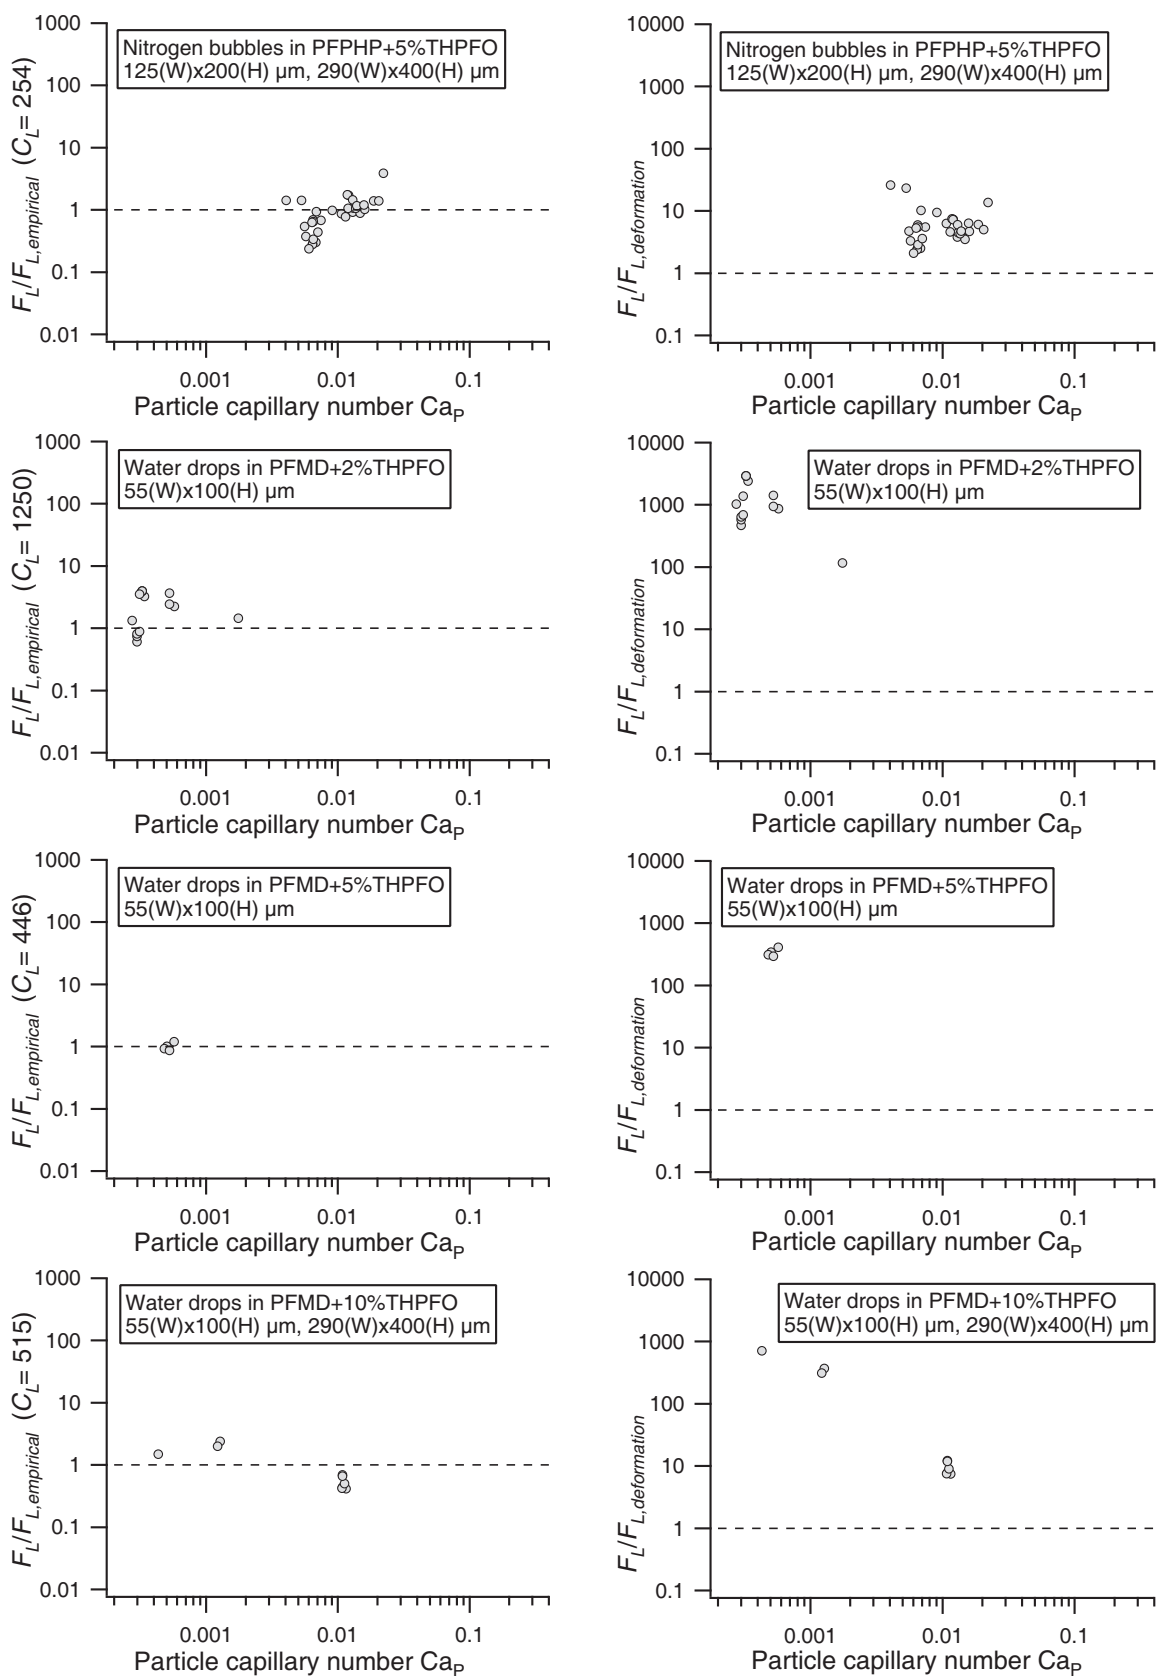 F_L/F_L,empirical (C_L= 254)
1000
100
10
1
0.1
0.01
Nitrogen bubbles in PFPHP+5%THPFO
125(W)x200(H) µm, 290(W)x400(H) µm
0.001 0.01 0.1
Particle capillary number Ca_P
F_L/F_L,deformation
10000
1000
100
10
1
0.1
Nitrogen bubbles in PFPHP+5%THPFO
125(W)x200(H) µm, 290(W)x400(H) µm
0.001 0.01 0.1
Particle capillary number Ca_P
F_L/F_L,empirical (C_L= 1250)
1000
100
10
1
0.1
0.01
Water drops in PFMD+2%THPFO
55(W)x100(H) µm
0.001 0.01 0.1
Particle capillary number Ca_P
F_L/F_L,deformation
10000
1000
100
10
1
0.1
Water drops in PFMD+2%THPFO
55(W)x100(H) µm
0.001 0.01 0.1
Particle capillary number Ca_P
F_L/F_L,empirical (C_L= 446)
1000
100
10
1
0.1
0.01
Water drops in PFMD+5%THPFO
55(W)x100(H) µm
0.001 0.01 0.1
Particle capillary number Ca_P
F_L/F_L,deformation
10000
1000
100
10
1
0.1
Water drops in PFMD+5%THPFO
55(W)x100(H) µm
0.001 0.01 0.1
Particle capillary number Ca_P
F_L/F_L,empirical (C_L= 515)
1000
100
10
1
0.1
0.01
Water drops in PFMD+10%THPFO
55(W)x100(H) µm, 290(W)x400(H) µm
0.001 0.01 0.1
Particle capillary number Ca_P
F_L/F_L,deformation
10000
1000
100
10
1
0.1
Water drops in PFMD+10%THPFO
55(W)x100(H) µm, 290(W)x400(H) µm
0.001 0.01 0.1
Particle capillary number Ca_P